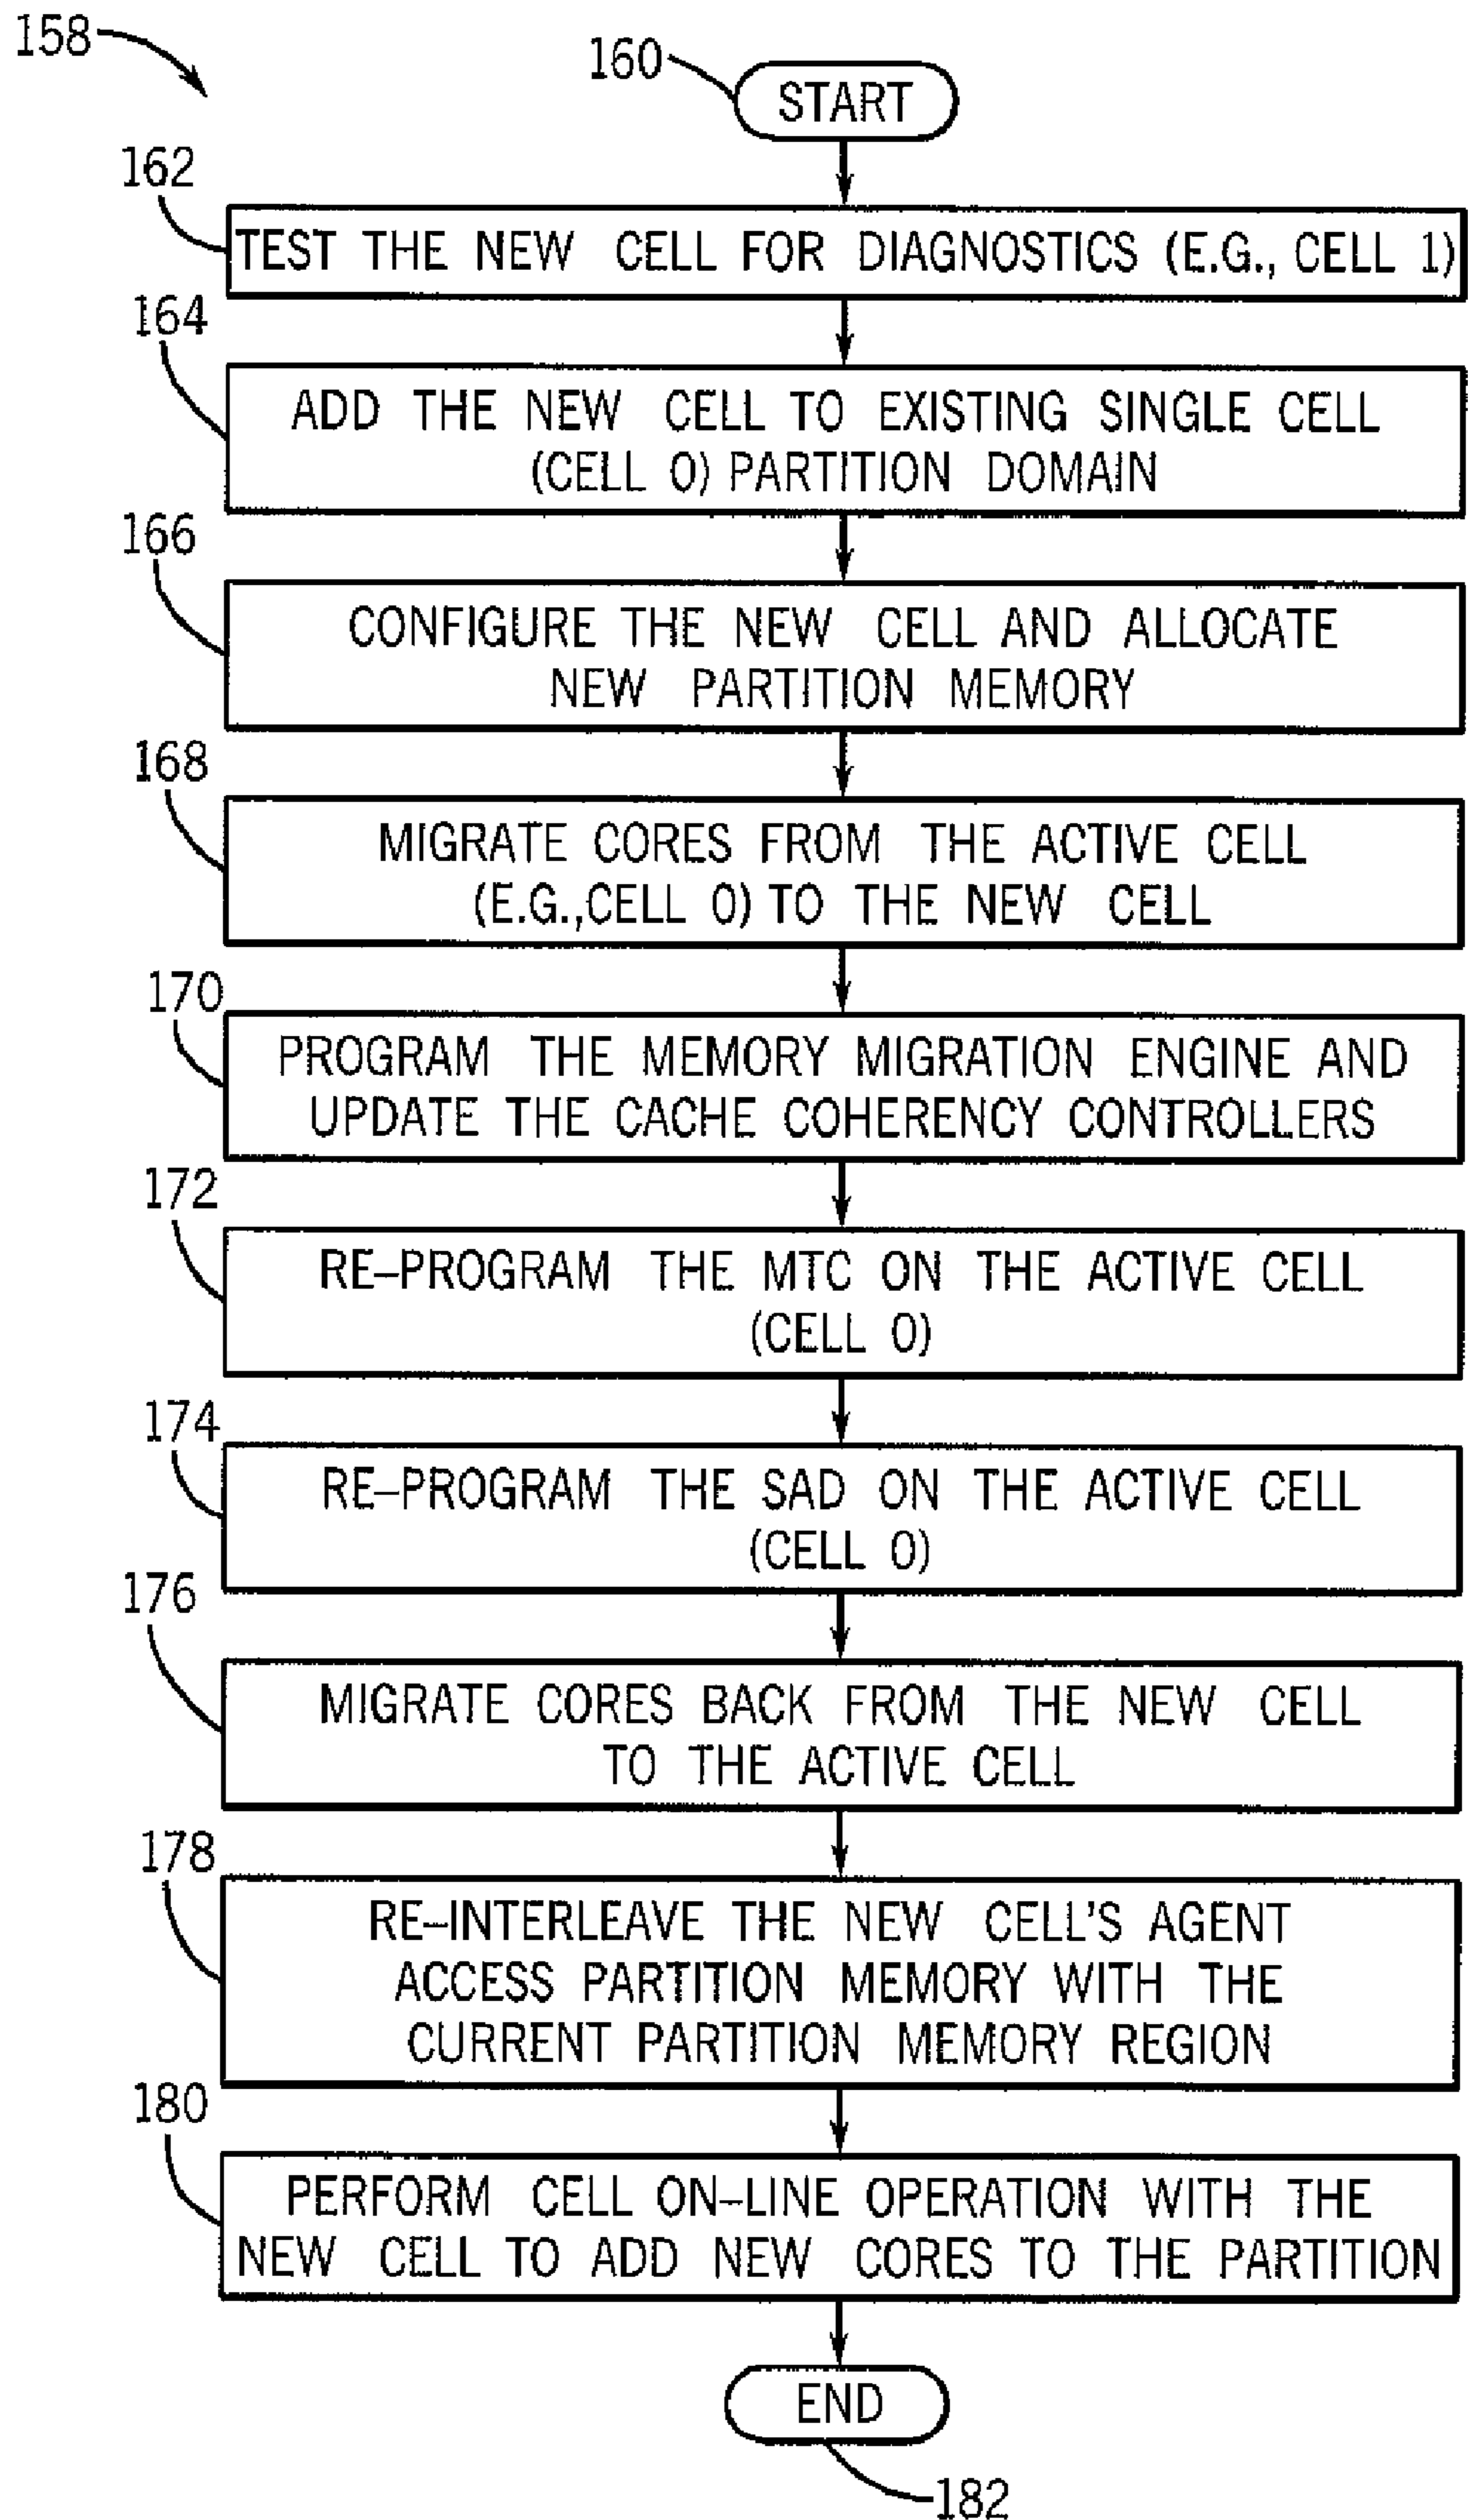 158
160
START
162
TEST THE NEW CELL FOR DIAGNOSTICS (E.G., CELL 1)
164
ADD THE NEW CELL TO EXISTING SINGLE CELL
(CELL 0) PARTITION DOMAIN
166
CONFIGURE THE NEW CELL AND ALLOCATE
NEW PARTITION MEMORY
168
MIGRATE CORES FROM THE ACTIVE CELL
(E.G.,CELL 0) TO THE NEW CELL
170
PROGRAM THE MEMORY MIGRATION ENGINE AND
UPDATE THE CACHE COHERENCY CONTROLLERS
172
RE-PROGRAM THE MTC ON THE ACTIVE CELL
(CELL 0)
174
RE-PROGRAM THE SAD ON THE ACTIVE CELL
(CELL 0)
176
MIGRATE CORES BACK FROM THE NEW CELL
TO THE ACTIVE CELL
178
RE-INTERLEAVE THE NEW CELL'S AGENT
ACCESS PARTITION MEMORY WITH THE
CURRENT PARTITION MEMORY REGION
180
PERFORM CELL ON-LINE OPERATION WITH THE
NEW CELL TO ADD NEW CORES TO THE PARTITION
END
182